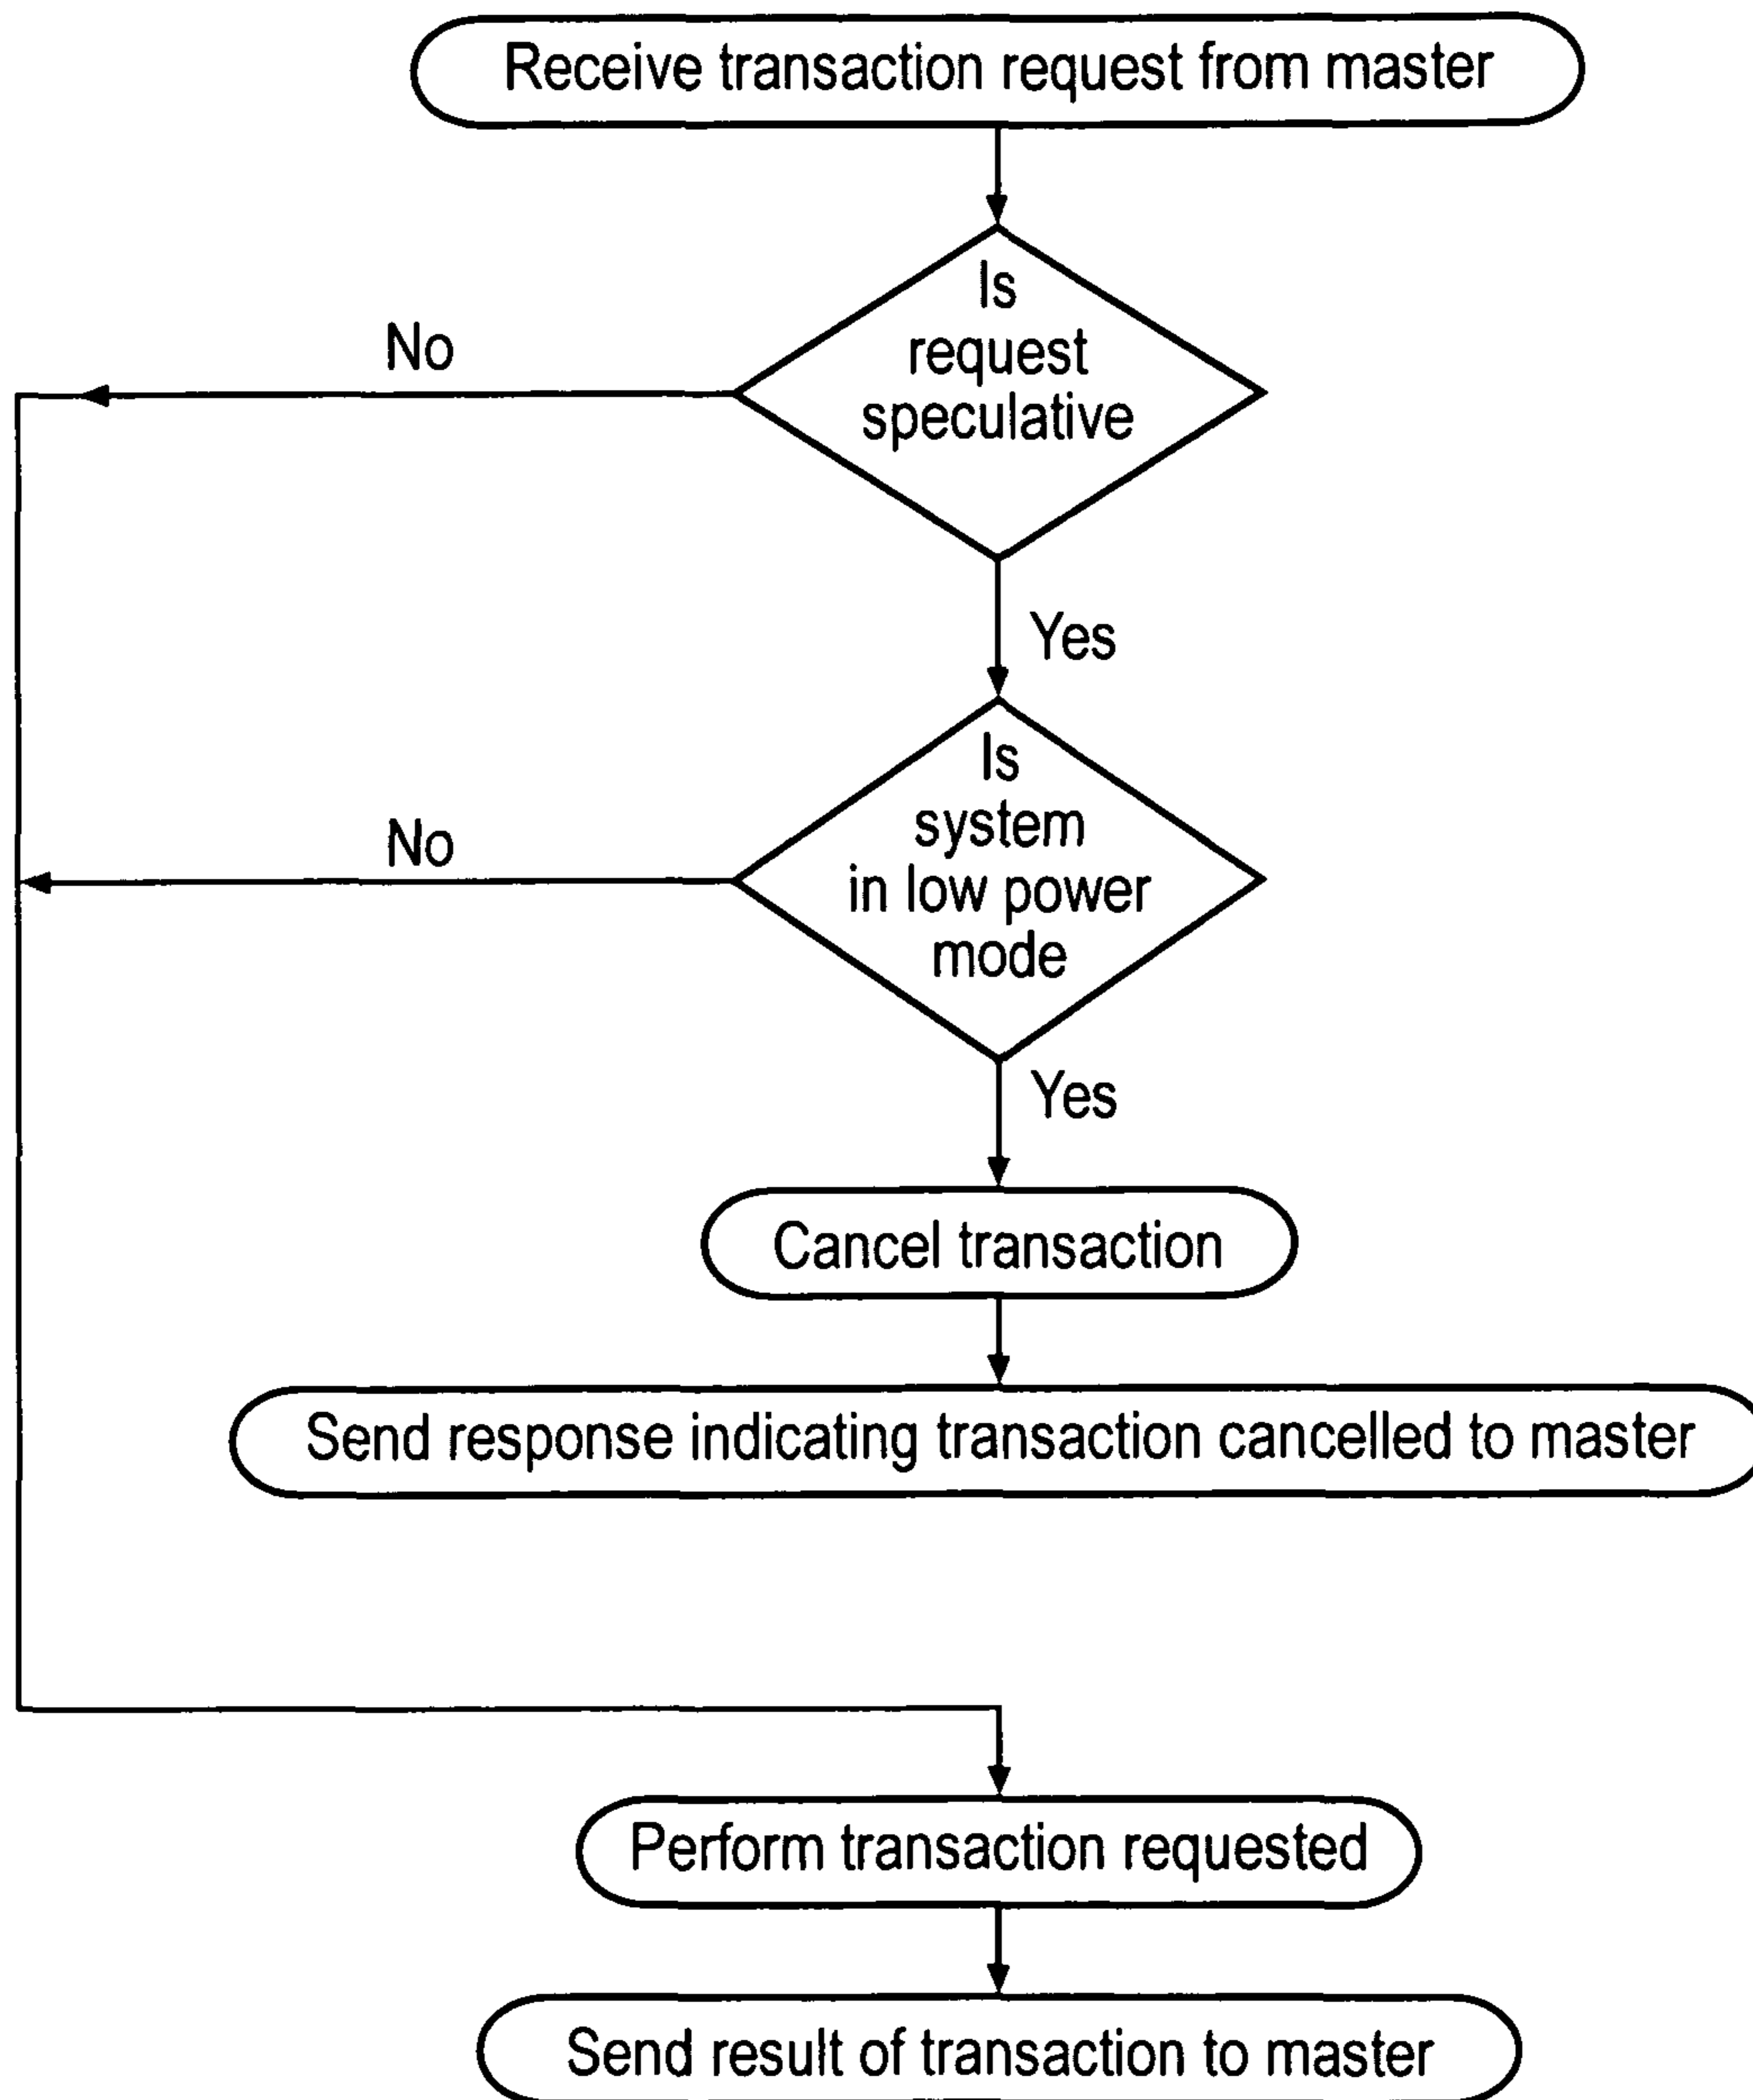 Receive transaction request from master
Is
request
speculative
No
Yes
Is
system
in low power
mode
No
Yes
Cancel transaction
Send response indicating transaction cancelled to master
Perform transaction requested
Send result of transaction to master